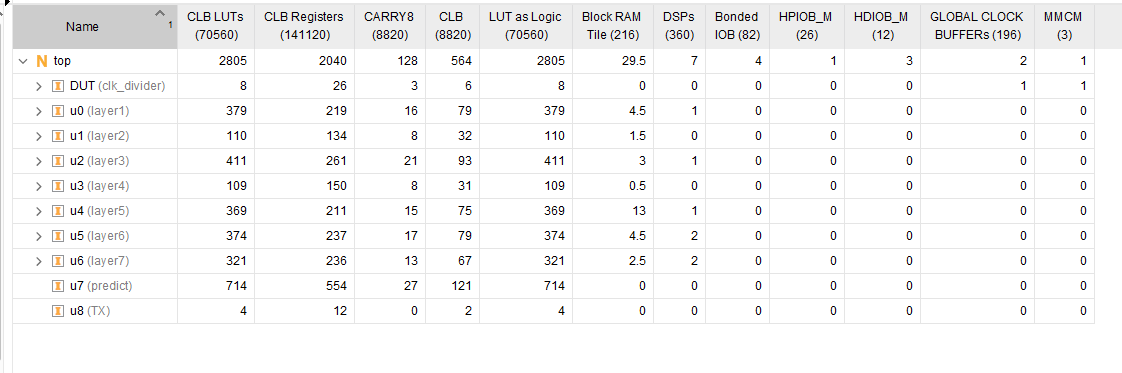 Name 1 CLB LUTs (70560) CLB Registers (141120) CARRY8 (8820) CLB (8820) LUT as Logic (70560) Block RAM Tile (216) DSPs (360) Bonded IOB (82) HPIOB_M (26) HDIOB_M (12) GLOBAL CLOCK BUFFERs (196) MMCM (3)
N top 2805 2040 128 564 2805 29.5 7 4 1 3 2 1
I DUT (clk_divider) 8 26 3 6 8 0 0 0 0 0 1 1
I u0 (layer1) 379 219 16 79 379 4.5 1 0 0 0 0 0
I u1 (layer2) 110 134 8 32 110 1.5 0 0 0 0 0 0
I u2 (layer3) 411 261 21 93 411 3 1 0 0 0 0 0
I u3 (layer4) 109 150 8 31 109 0.5 0 0 0 0 0 0
I u4 (layer5) 369 211 15 75 369 13 1 0 0 0 0 0
I u5 (layer6) 374 237 17 79 374 4.5 2 0 0 0 0 0
I u6 (layer7) 321 236 13 67 321 2.5 2 0 0 0 0 0
I u7 (predict) 714 554 27 121 714 0 0 0 0 0 0 0
I u8 (TX) 4 12 0 2 4 0 0 0 0 0 0 0